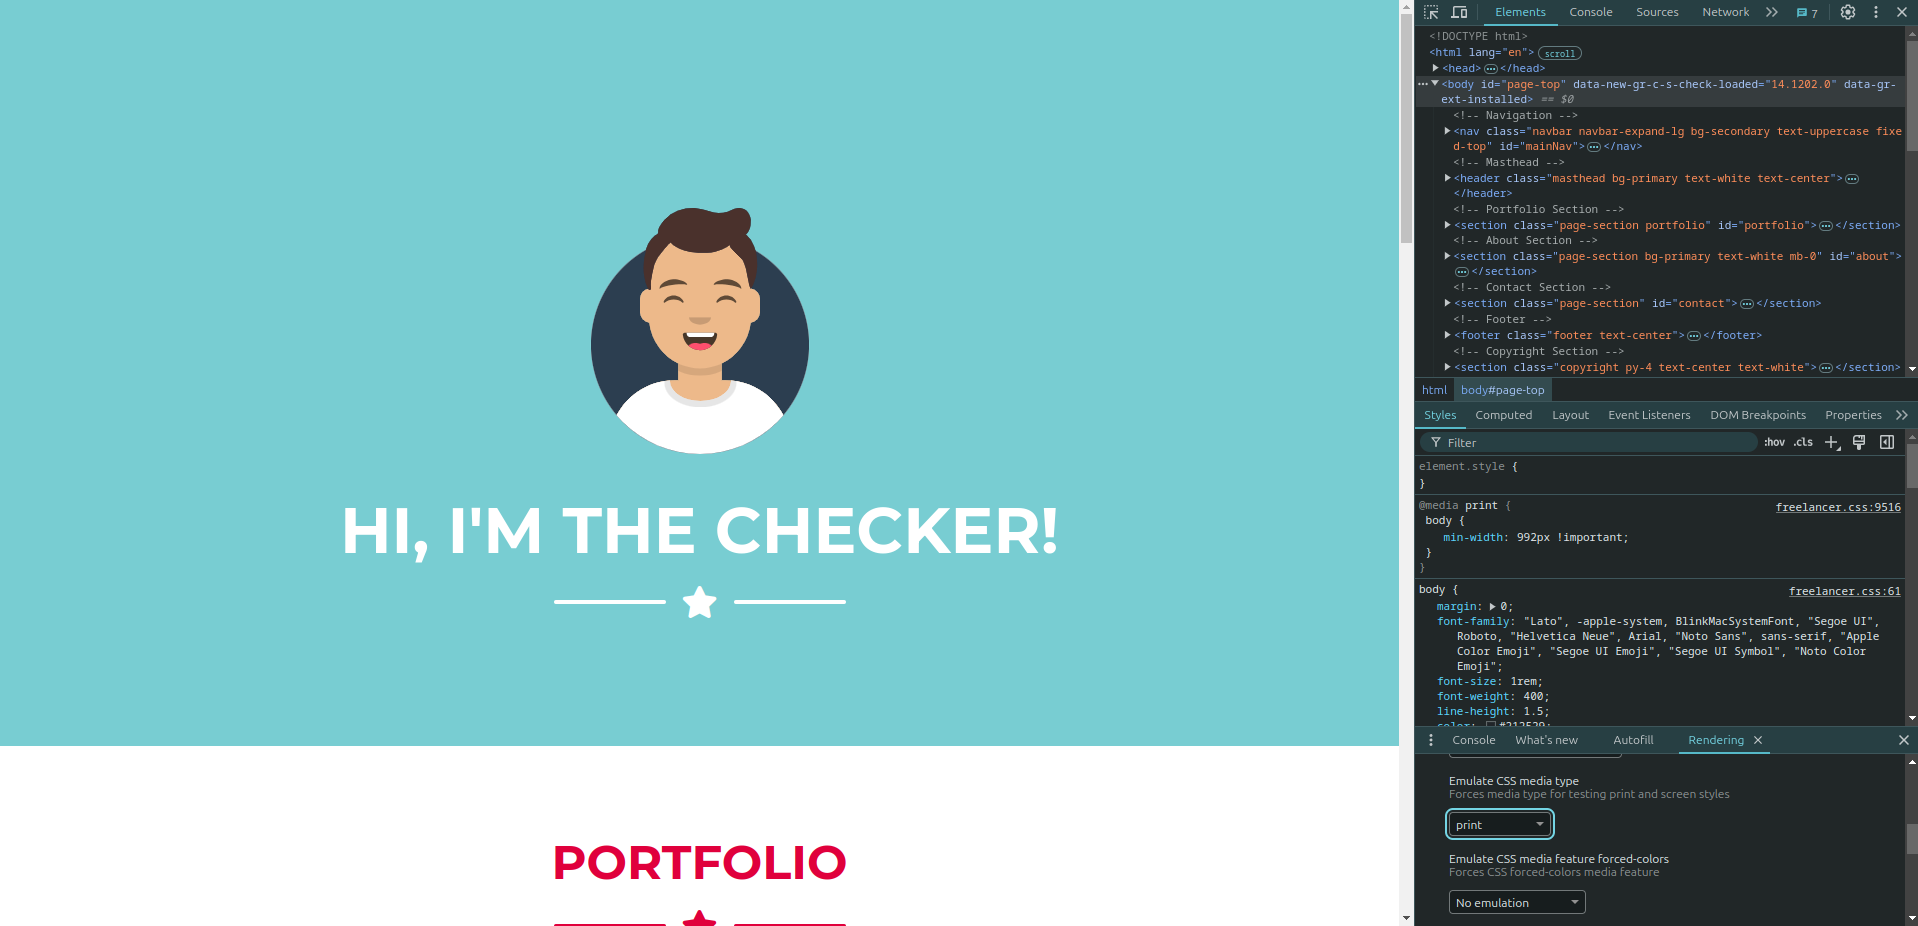 HI, I'M THE CHECKER!
PORTFOLIO
Elements Console Sources Network 7
<!DOCTYPE html>
<html lang="en"> scroll
<head> ••• </head>
••• <body id="page-top" data-new-gr-c-s-check-loaded="14.1202.0" data-gr-
ext-installed> == $0
<!-- Navigation -->
<nav class="navbar navbar-expand-lg bg-secondary text-uppercase fixe
d-top" id="mainNav"> ••• </nav>
<!-- Masthead -->
<header class="masthead bg-primary text-white text-center"> •••
</header>
<!-- Portfolio Section -->
<section class="page-section portfolio" id="portfolio"> ••• </section>
<!-- About Section -->
<section class="page-section bg-primary text-white mb-0" id="about">
••• </section>
<!-- Contact Section -->
<section class="page-section" id="contact"> ••• </section>
<!-- Footer -->
<footer class="footer text-center"> ••• </footer>
<!-- Copyright Section -->
<section class="copyright py-4 text-center text-white"> ••• </section>
html body#page-top
Styles Computed Layout Event Listeners DOM Breakpoints Properties
Filter :hov .cls
element.style {
}
@media print { freelancer.css:9516
body {
min-width: 992px !important;
}
}
body { freelancer.css:61
margin: 0;
font-family: "Lato", -apple-system, BlinkMacSystemFont, "Segoe UI",
Roboto, "Helvetica Neue", Arial, "Noto Sans", sans-serif, "Apple
Color Emoji", "Segoe UI Emoji", "Segoe UI Symbol", "Noto Color
Emoji";
font-size: 1rem;
font-weight: 400;
line-height: 1.5;
color: #212529;
Console What's new Autofill Rendering
Emulate CSS media type
Forces media type for testing print and screen styles
print
Emulate CSS media feature forced-colors
Forces CSS forced-colors media feature
No emulation